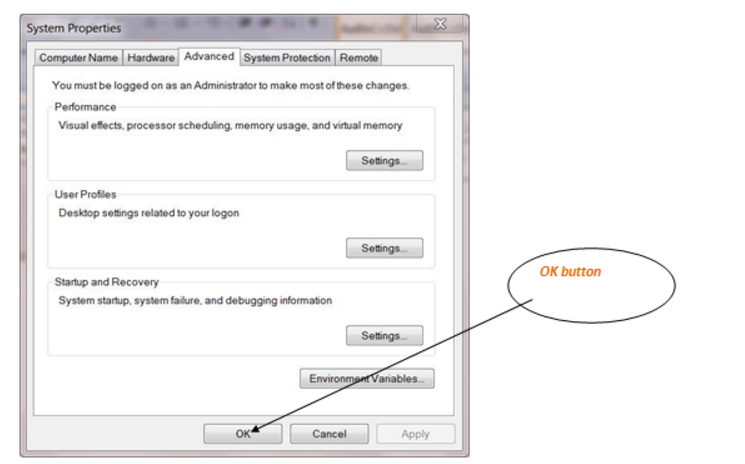 System Properties
Computer Name Hardware Advanced System Protection Remote
You must be logged on as an Administrator to make most of these changes.
Performance
Visual effects, processor scheduling, memory usage, and virtual memory
Settings...
User Profiles
Desktop settings related to your logon
Settings...
Startup and Recovery
System startup, system failure, and debugging information
Settings...
Environment Variables...
OK Cancel Apply
OK button